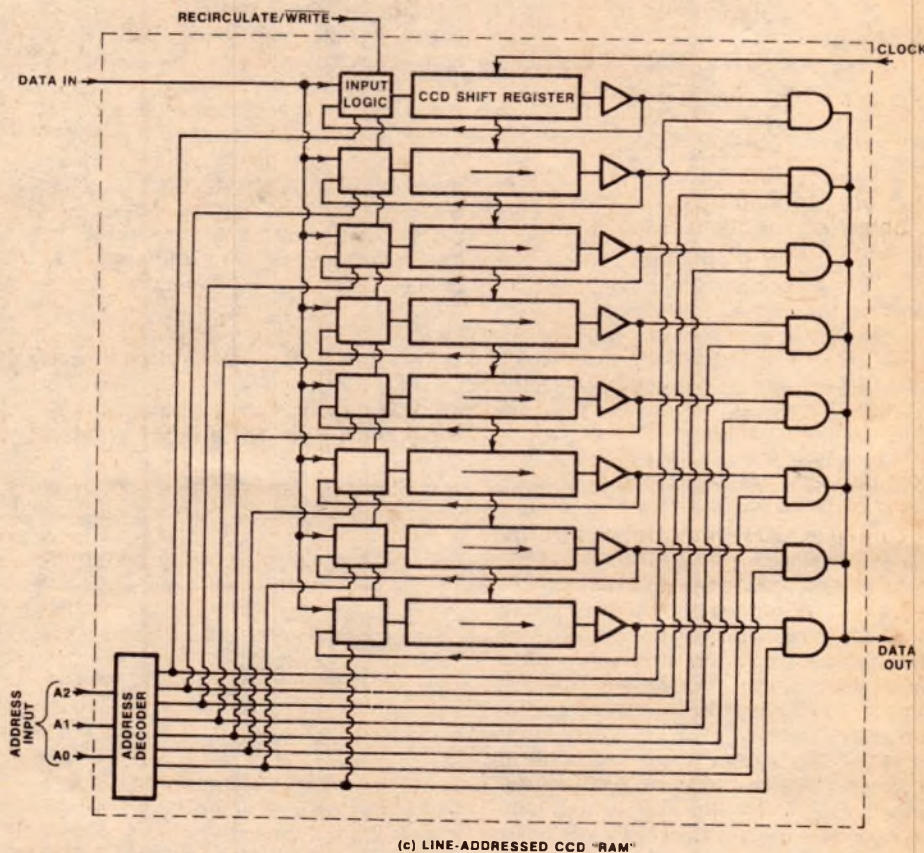 RECIRCULATE/WRITE
CLOCK
DATA IN
INPUT
LOGIC
CCD SHIFT REGISTER
DATA
OUT
ADDRESS
INPUT
A2
A1
A0
ADDRESS
DECODER
(c) LINE-ADDRESSED CCD "RAM"